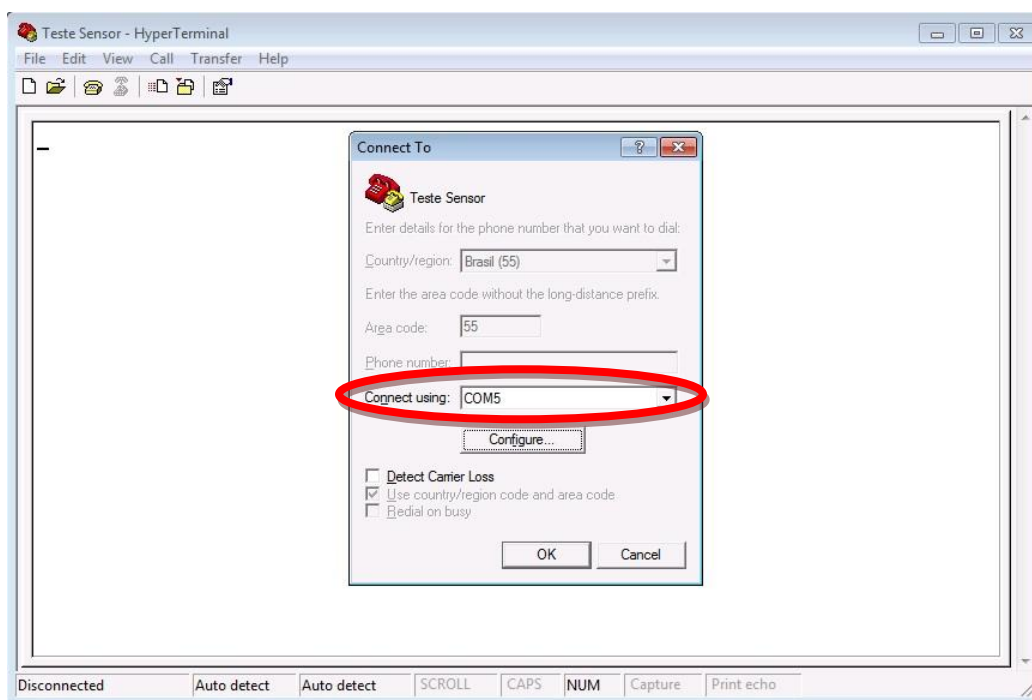 Teste Sensor - HyperTerminal
File Edit View Call Transfer Help
Connect To
Teste Sensor
Enter details for the phone number that you want to dial:
Country/region: Brasil (55)
Enter the area code without the long-distance prefix.
Area code: 55
Phone number:
Connect using: COM5
Configure...
Detect Carrier Loss
Use country/region code and area code
Redial on busy
OK Cancel
Disconnected Auto detect Auto detect SCROLL CAPS NUM Capture Print echo